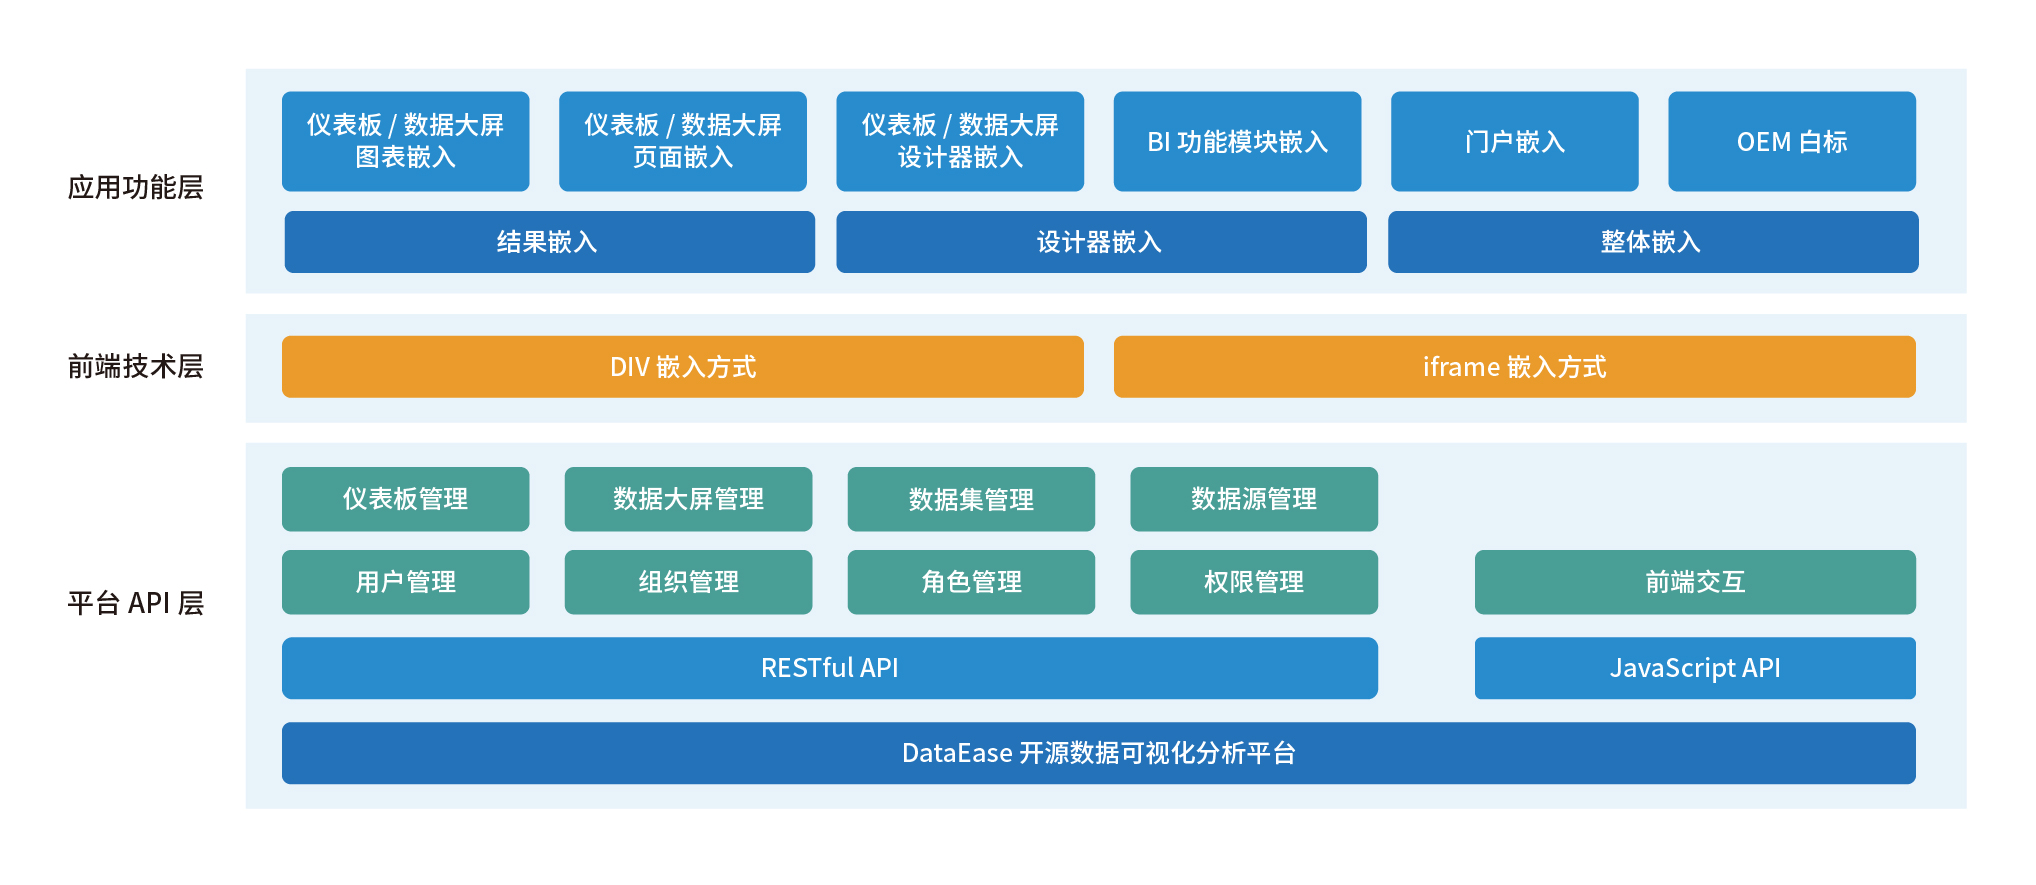 应用功能层
仪表板 / 数据大屏
图表嵌入
仪表板 / 数据大屏
页面嵌入
仪表板 / 数据大屏
设计器嵌入
BI 功能模块嵌入
门户嵌入
OEM 白标
结果嵌入
设计器嵌入
整体嵌入
前端技术层
DIV 嵌入方式
iframe 嵌入方式
平台 API 层
仪表板管理
数据大屏管理
数据集管理
数据源管理
用户管理
组织管理
角色管理
权限管理
前端交互
RESTful API
JavaScript API
DataEase 开源数据可视化分析平台